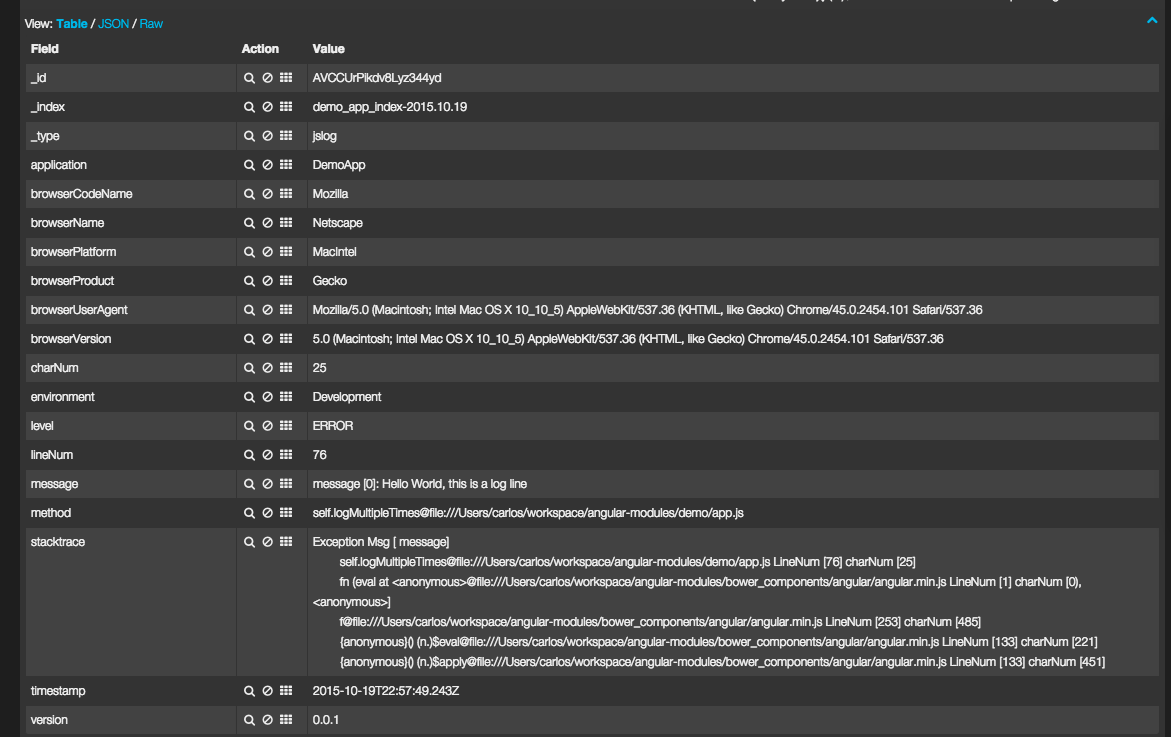 View: Table / JSON / Raw
Field Action Value
_id AVCCUrPlkdv8Lyz344yd
_index demo_app_index-2015.10.19
_type jslog
application DemoApp
browserCodeName Mozilla
browserName Netscape
browserPlatform MacIntel
browserProduct Gecko
browserUserAgent Mozilla/5.0 (Macintosh; Intel Mac OS X 10_10_5) AppleWebKit/537.36 (KHTML, like Gecko) Chrome/45.0.2454.101 Safari/537.36
browserVersion 5.0 (Macintosh; Intel Mac OS X 10_10_5) AppleWebKit/537.36 (KHTML, like Gecko) Chrome/45.0.2454.101 Safari/537.36
charNum 25
environment Development
level ERROR
lineNum 76
message message [0]: Hello World, this is a log line
method self.logMultipleTimes@file:///Users/carlos/workspace/angular-modules/demo/app.js
stacktrace Exception Msg [ message]
self.logMultipleTimes@file:///Users/carlos/workspace/angular-modules/demo/app.js LineNum [76] charNum [25]
fn (eval at <anonymous>@file:///Users/carlos/workspace/angular-modules/bower_components/angular/angular.min.js LineNum [1] charNum [0),
<anonymous>]
f@file:///Users/carlos/workspace/angular-modules/bower_components/angular/angular.min.js LineNum [253] charNum [485]
{anonymous}() (n.)$eval@file:///Users/carlos/workspace/angular-modules/bower_components/angular/angular.min.js LineNum [133] charNum [221]
{anonymous}() (n.)$apply@file:///Users/carlos/workspace/angular-modules/bower_components/angular/angular.min.js LineNum [133] charNum [451]
timestamp 2015-10-19T22:57:49.243Z
version 0.0.1